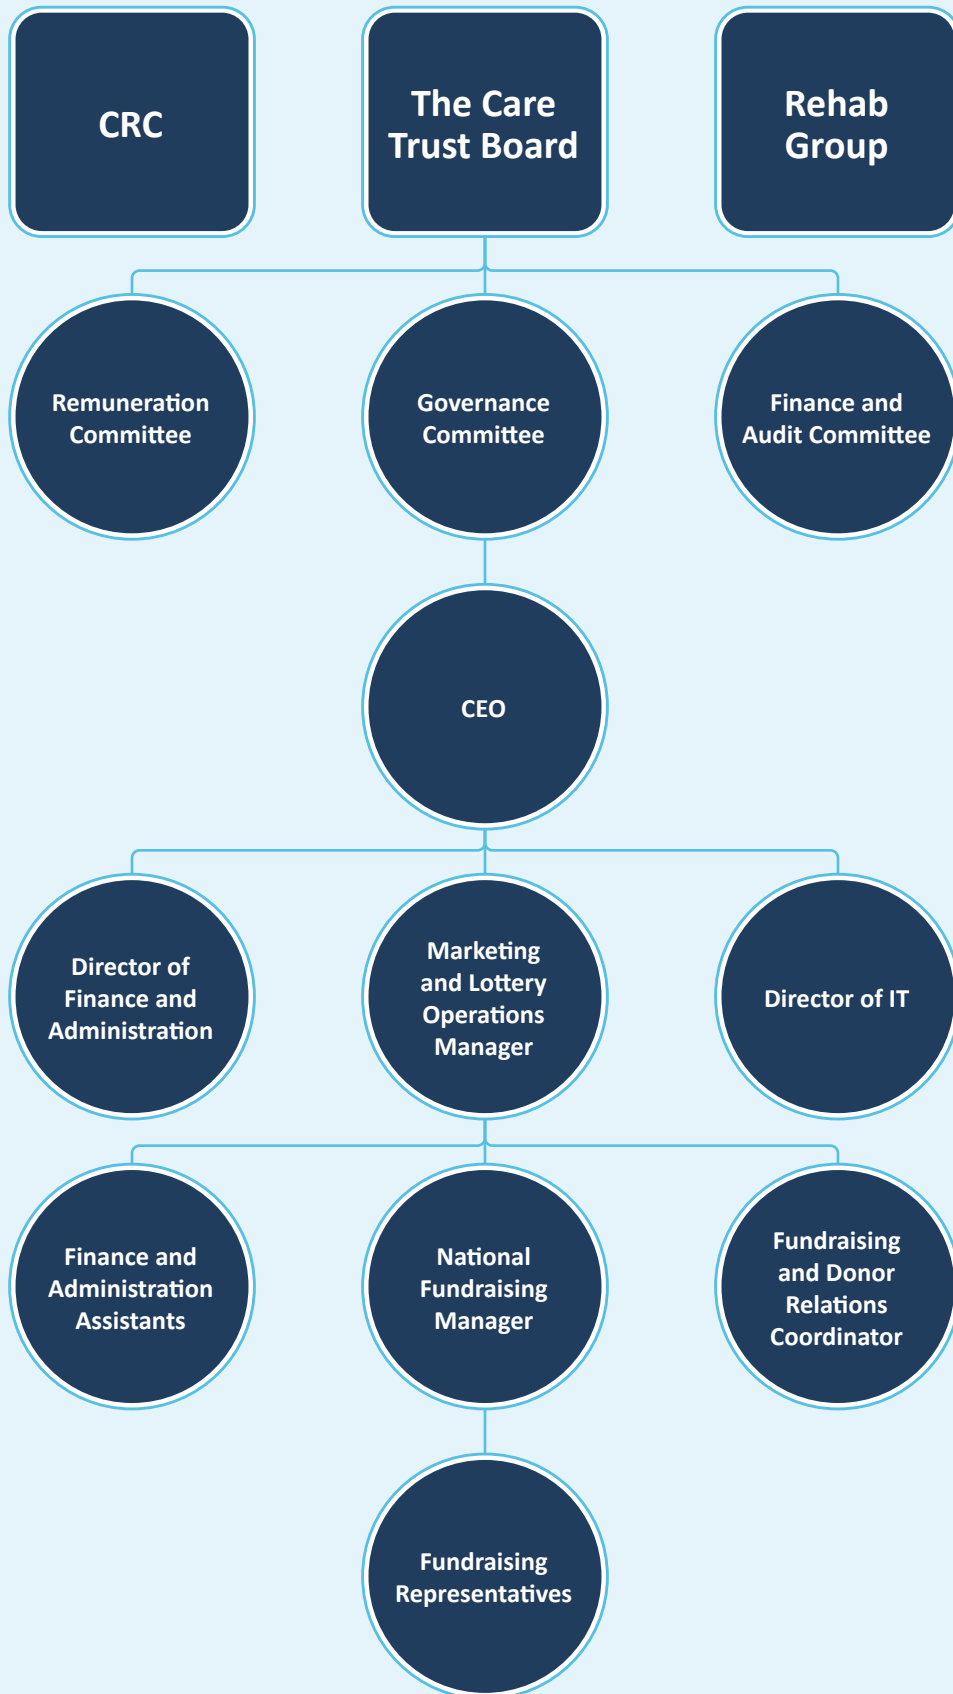 CRC
The Care
Trust Board
Rehab
Group
Remuneration
Committee
Governance
Committee
Finance and
Audit Committee
CEO
Director of
Finance and
Administration
Marketing
and Lottery
Operations
Manager
Director of IT
Finance and
Administration
Assistants
National
Fundraising
Manager
Fundraising
and Donor
Relations
Coordinator
Fundraising
Representatives